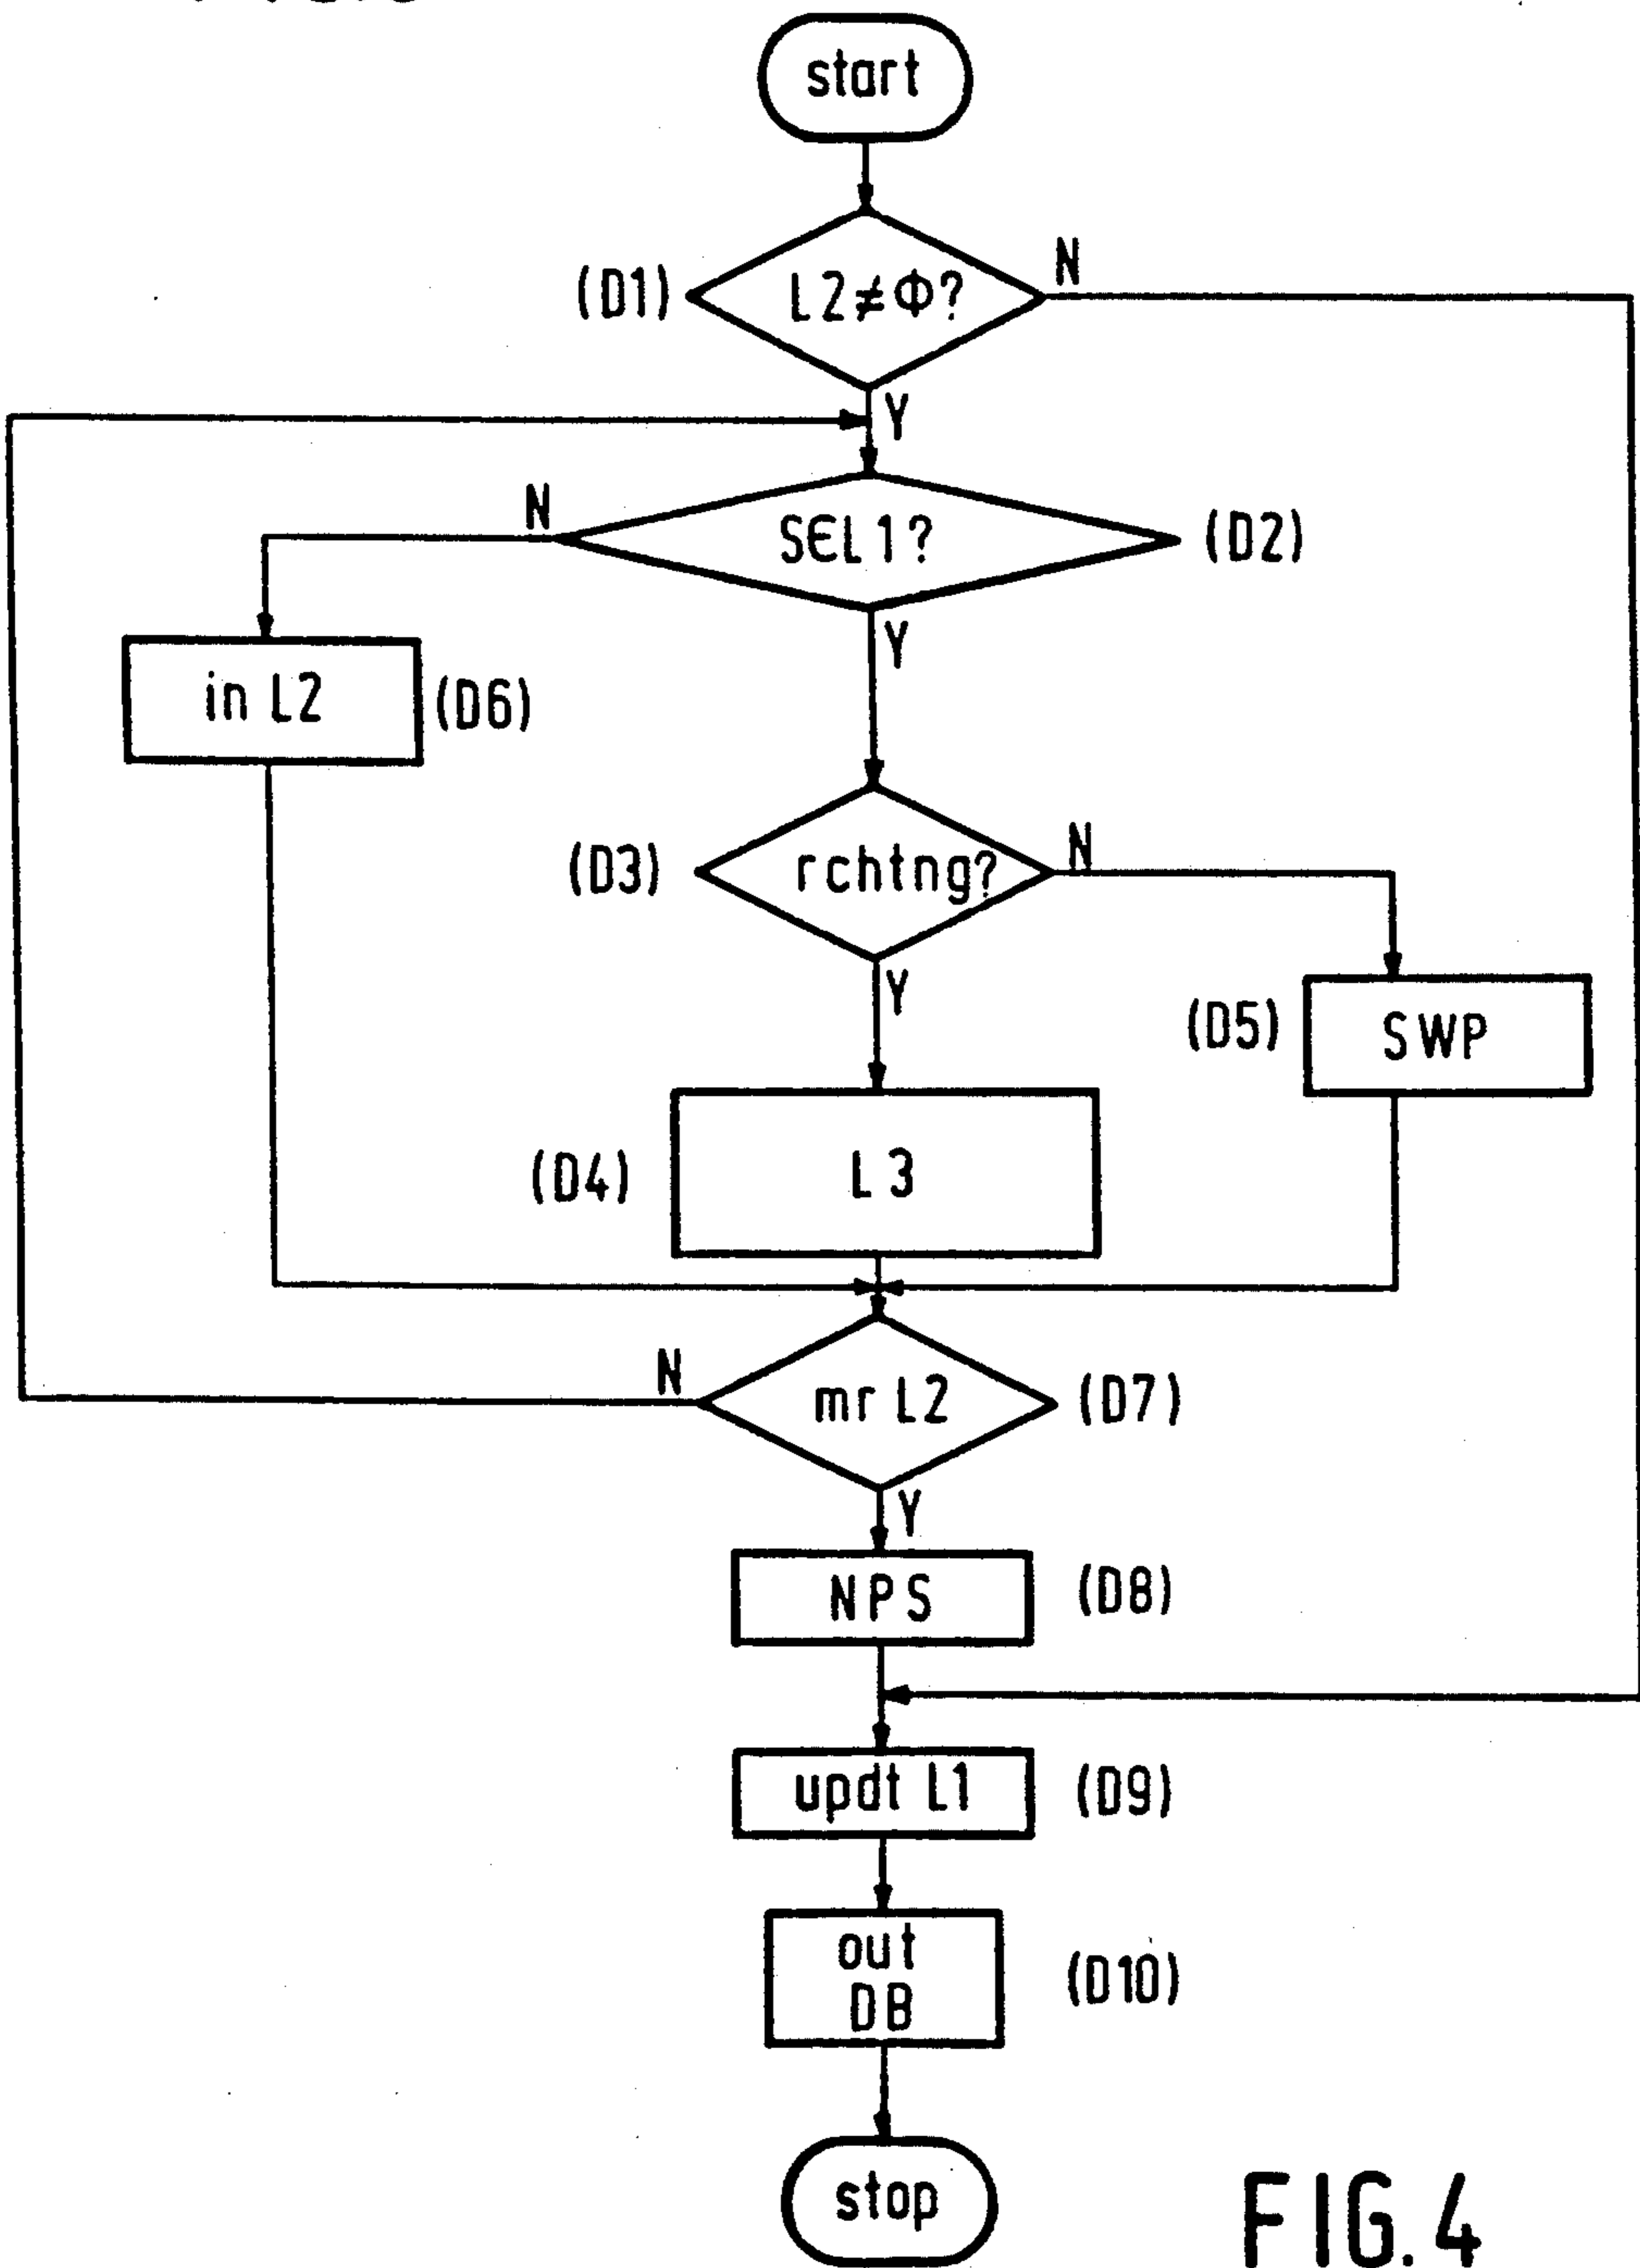 start
(D1) L2≠Φ? N
Y
N S∈L1? (D2)
Y
in L2 (D6)
(D3) rchtng? N
Y
(D5) SWP
(D4) L3
N mr L2 (D7)
Y
NPS (D8)
updt L1 (D9)
out
DB (D10)
stop
FIG. 4